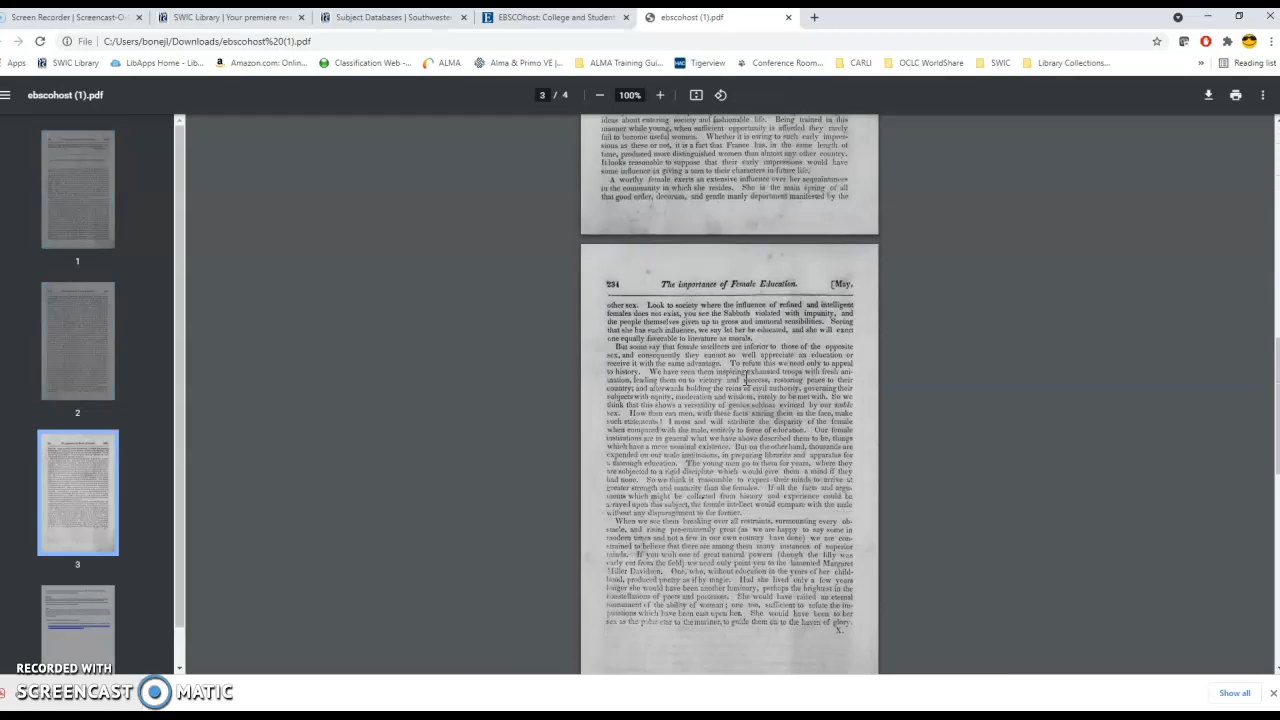 Screen Recorder | Screencast-O-
SWIC Library | Your premiere res
Subject Databases | Southweste
EBSCOhost: College and Student
ebscohost (1).pdf
File
C:/Users/bonejl/Downloads/ebscohost%20(1).pdf
Apps
SWIC Library
LibApps Home - Lib...
Amazon.com: Onlin...
Classification Web -...
ALMA
Alma & Primo VE |...
ALMA Training Gui...
Tigerview
Conference Room...
CARLI
OCLC WorldShare
SWIC
Library Collections...
»
Reading list
ebscohost (1).pdf
3 / 4
100%
1
2
3
ideas about entering society and fashionable life. Being trained in this
manner while young, when sufficient opportunity is afforded they rarely
fail to become useful women. Whether it is owing to such early impres-
sions as these or not, it is a fact that France has, in the same length of
time, produced more distinguished women than almost any other country.
It looks reasonable to suppose that their early impressions would have
some influence in giving a turn to their characters in future life.
A worthy female exerts an extensive influence over her acquaintances
in the community in which she resides. She is the main spring of all
that good order, decorum, and gentle manly deportment manifested by the
234 The importance of Female Education. [May,
other sex. Look to society where the influence of refined and intelligent
females does not exist, you see the Sabbath violated with impunity, and
the people themselves given up to gross and immoral sensibilities. Seeing
that she has such influence, we say let her be educated, and she will exert
one equally favorable to literature as morals.
But some say that female intellects are inferior to those of the opposite
sex, and consequently they cannot so well appreciate an education or
receive it with the same advantage. To refute this we need only to appeal
to history. We have seen them inspiring exhausted troops with fresh ani-
mation, leading them on to victory and success, restoring peace to their
country; and afterwards holding the reins of civil authority, governing their
subjects with equity, moderation and wisdom, rarely to be met with. So we
think that this shows a versatility of genius seldom evinced by our noble
sex. How then can men, with these facts staring them in the face, make
such statements! I must and will attribute the disparity of the female
when compared with the male, entirely to force of education. Our female
institutions are in general what we have above described them to be, things
which have a mere nominal existence. But on the other hand, thousands are
expended on our male institutions, in preparing libraries and apparatus for
a thorough education. The young men go to them for years, where they
are subjected to a rigid discipline which would give them a mind if they
had none. So we think it reasonable to expect their minds to arrive at
greater strength and maturity than the females. If all the facts and argu-
ments which might be collected from history and experience could be
arrayed upon this subject, the female intellect would compare with the male
without any disparagement to the former.
When we see them breaking over all restraints, surmounting every ob-
stacle, and rising pre-eminently great (as we are happy to say some in
modern times and not a few in our own country have done) we are con-
strained to believe that there are among them many instances of superior
minds. If you wish one of great natural powers (though the lilly was
early cut from the field) we need only point you to the lamented Margaret
Miller Davidson. One, who, without education in the years of her child-
hood, produced poetry as if by magic. Had she lived only a few years
longer she would have been another luminary, perhaps the brightest in the
constellations of poets and poetesses. She would have raised an eternal
monument of the ability of woman; one too, sufficient to refute the im-
putations which have been cast upon her. She would have been to her
sex as the polar star to the mariner, to guide them on to the haven of glory.
X.
RECORDED WITH
SCREENCAST MATIC
Show all